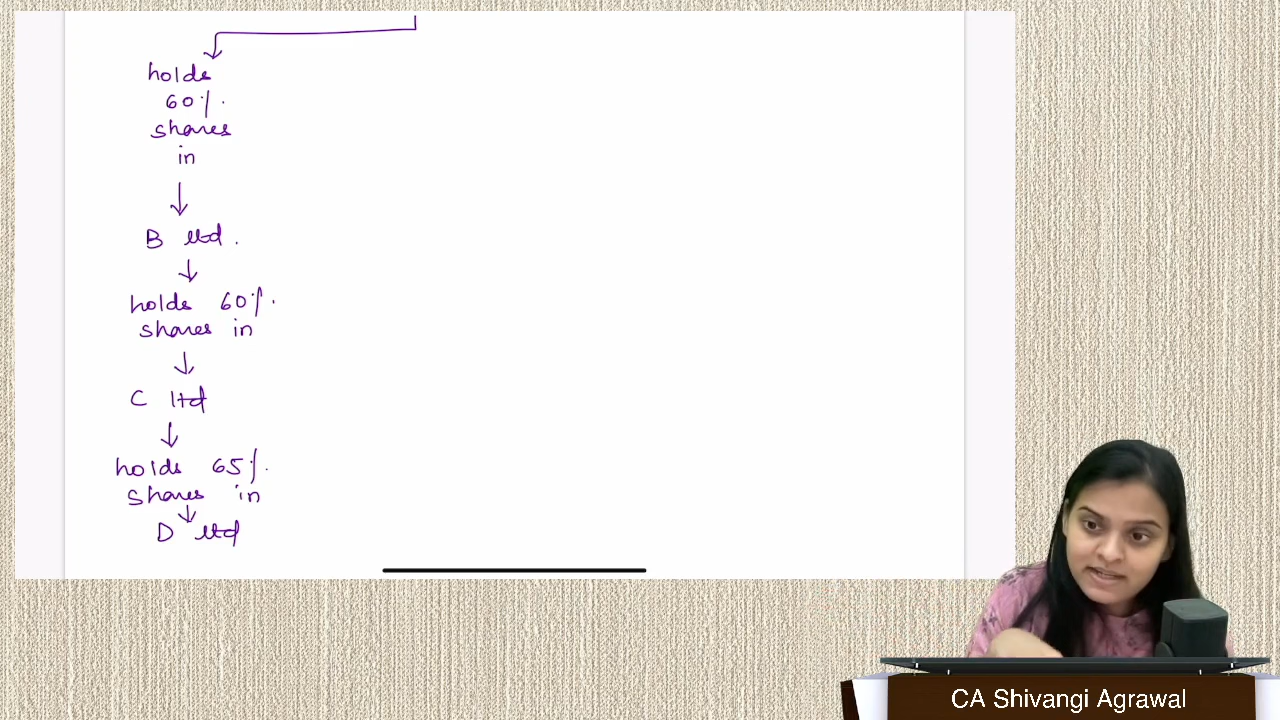 holds
60%.
shares
in
B ltd.
holds 60%.
shares in
C ltd
holds 65%.
shares in
D ltd
CA Shivangi Agrawal